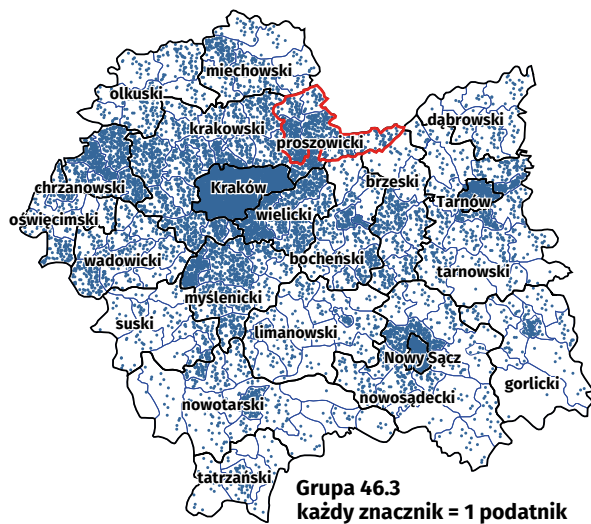 miechowski
olkuski
krakowski
dąbrowski
proszowicki
chrzanowski
Kraków
brzeski
Tarnów
oświęcimski
wielicki
wadowicki
bocheński
tarnowski
myślenicki
suski
limanowski
Nowy Sącz
gorlicki
nowotarski
nowosądecki
tatrzański
Grupa 46.3
każdy znacznik = 1 podatnik